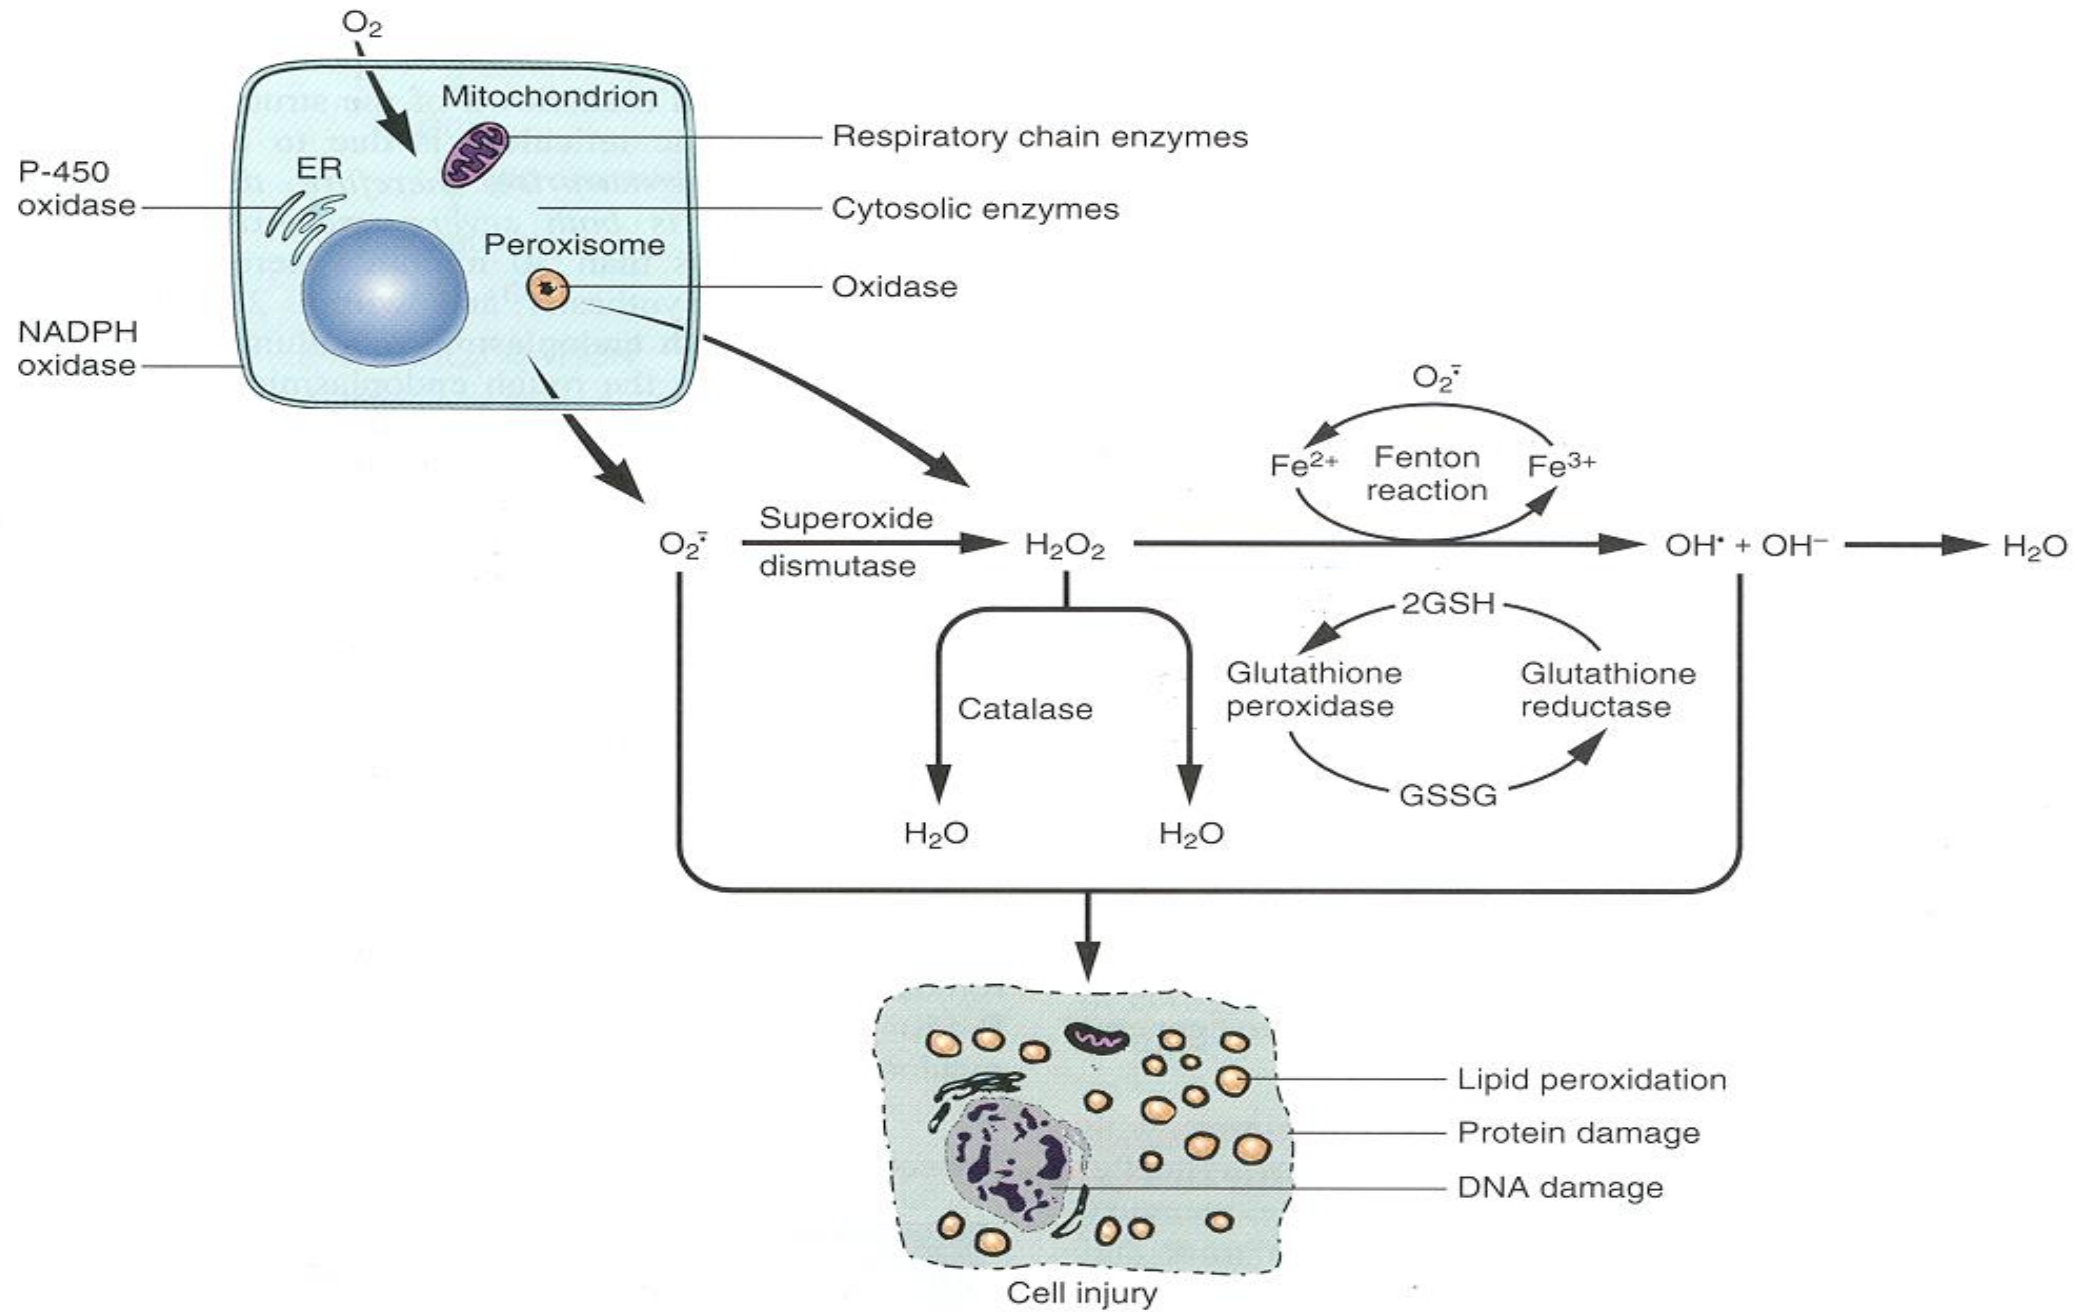 O₂
Mitochondrion
Respiratory chain enzymes
ER
P-450
oxidase
Cytosolic enzymes
Peroxisome
Oxidase
NADPH
oxidase
O₂•̄
Fe²⁺
Fenton
reaction
Fe³⁺
O₂•̄
Superoxide
dismutase
H₂O₂
OH• + OH⁻
H₂O
2GSH
Glutathione
peroxidase
Glutathione
reductase
Catalase
GSSG
H₂O
H₂O
Lipid peroxidation
Protein damage
DNA damage
Cell injury